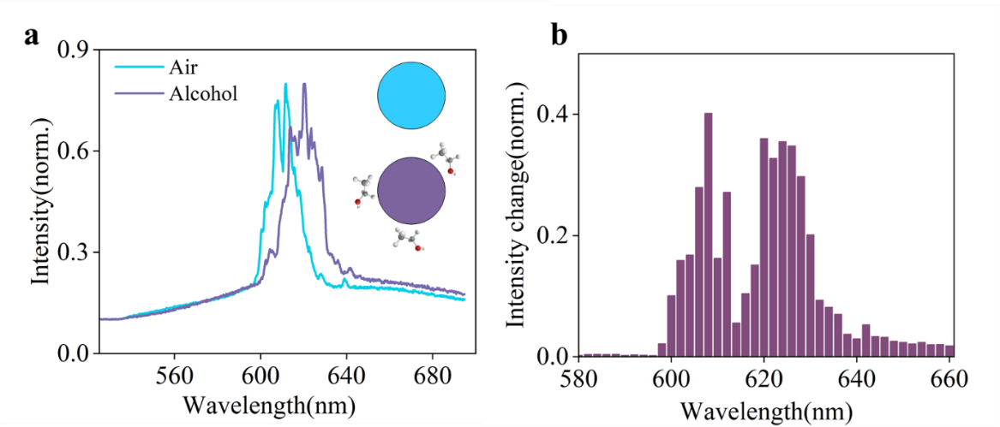 a
0.9
0.6
0.3
0.0
Intensity(norm.)
Air
Alcohol
560 600 640 680
Wavelength(nm)
b
0.4
0.2
0.0
Intensity change(norm.)
580 600 620 640 660
Wavelength(nm)